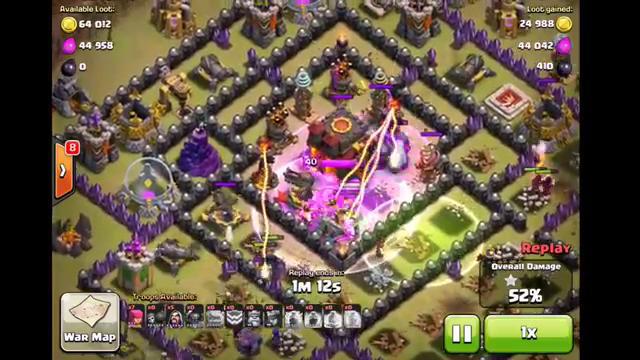 Available Loot:
64 012
44 958
0
Loot gained:
24 988
44 042
410
8
40
Replay
Overall Damage
52%
Replay ends in:
1M 12s
Troops Available:
War Map
1x